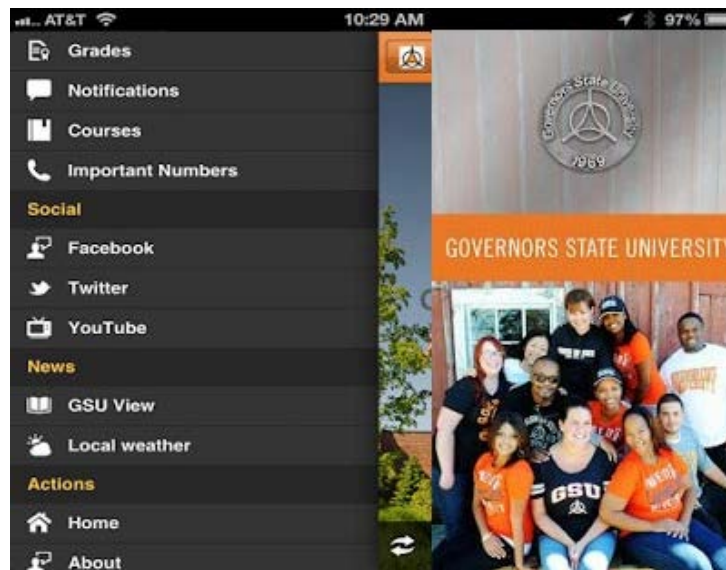 AT&T 10:29 AM 97%
Grades
Notifications
Courses
Important Numbers
Social
Facebook
Twitter
YouTube
News
GSU View
Local weather
Actions
Home
About
Governors State University
1969
GOVERNORS STATE UNIVERSIT
GSU